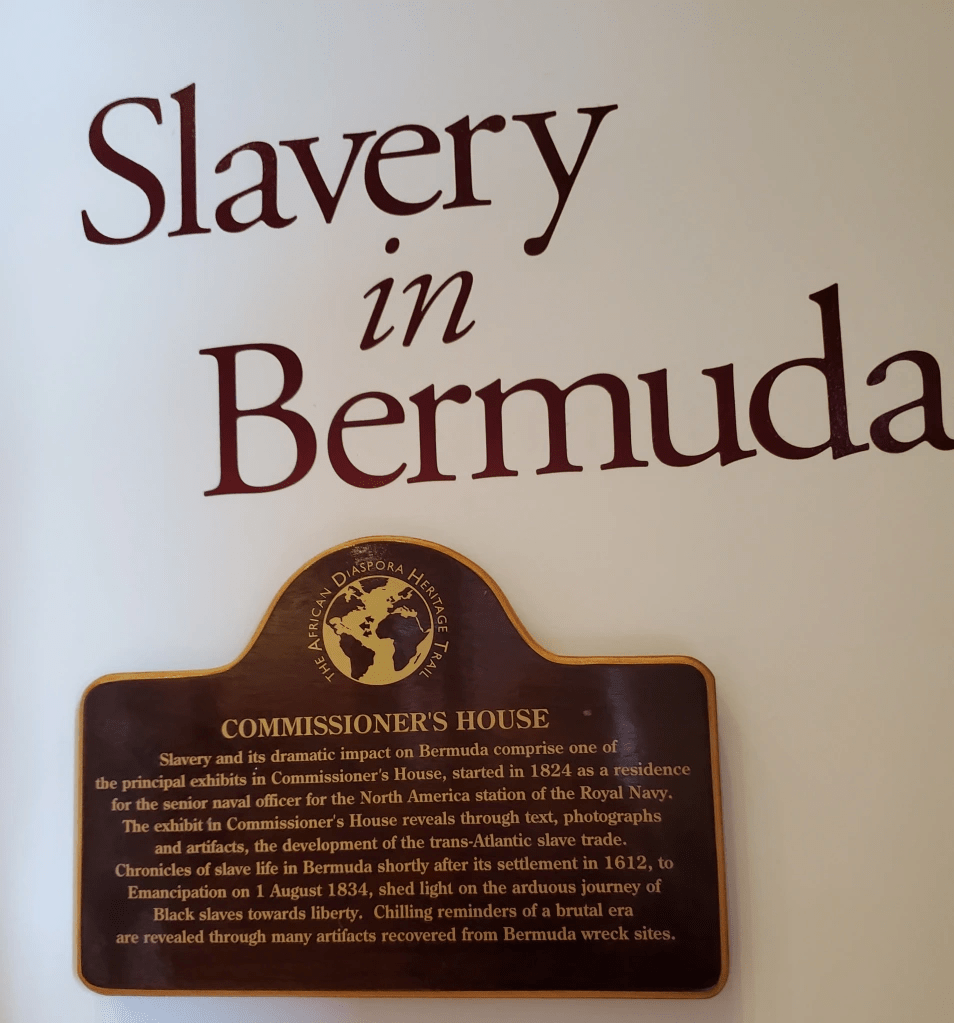 Slavery
in
Bermuda
THE AFRICAN DIASPORA HERITAGE TRAIL
COMMISSIONER'S HOUSE
Slavery and its dramatic impact on Bermuda comprise one of
the principal exhibits in Commissioner's House, started in 1824 as a residence
for the senior naval officer for the North America station of the Royal Navy.
The exhibit in Commissioner's House reveals through text, photographs
and artifacts, the development of the trans-Atlantic slave trade.
Chronicles of slave life in Bermuda shortly after its settlement in 1612, to
Emancipation on 1 August 1834, shed light on the arduous journey of
Black slaves towards liberty. Chilling reminders of a brutal era
are revealed through many artifacts recovered from Bermuda wreck sites.